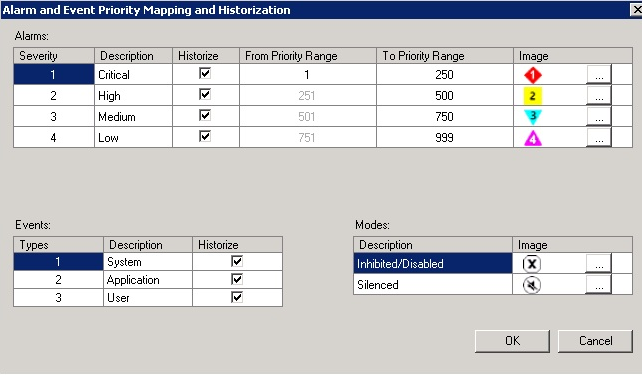 Alarm and Event Priority Mapping and Historization
Alarms:
Severity Description Historize From Priority Range To Priority Range Image
1 Critical 1 250 1 ...
2 High 251 500 2 ...
3 Medium 501 750 3 ...
4 Low 751 999 4 ...
Events: Modes:
Types Description Historize Description Image
1 System Inhibited/Disabled X ...
2 Application Silenced ...
3 User
OK Cancel